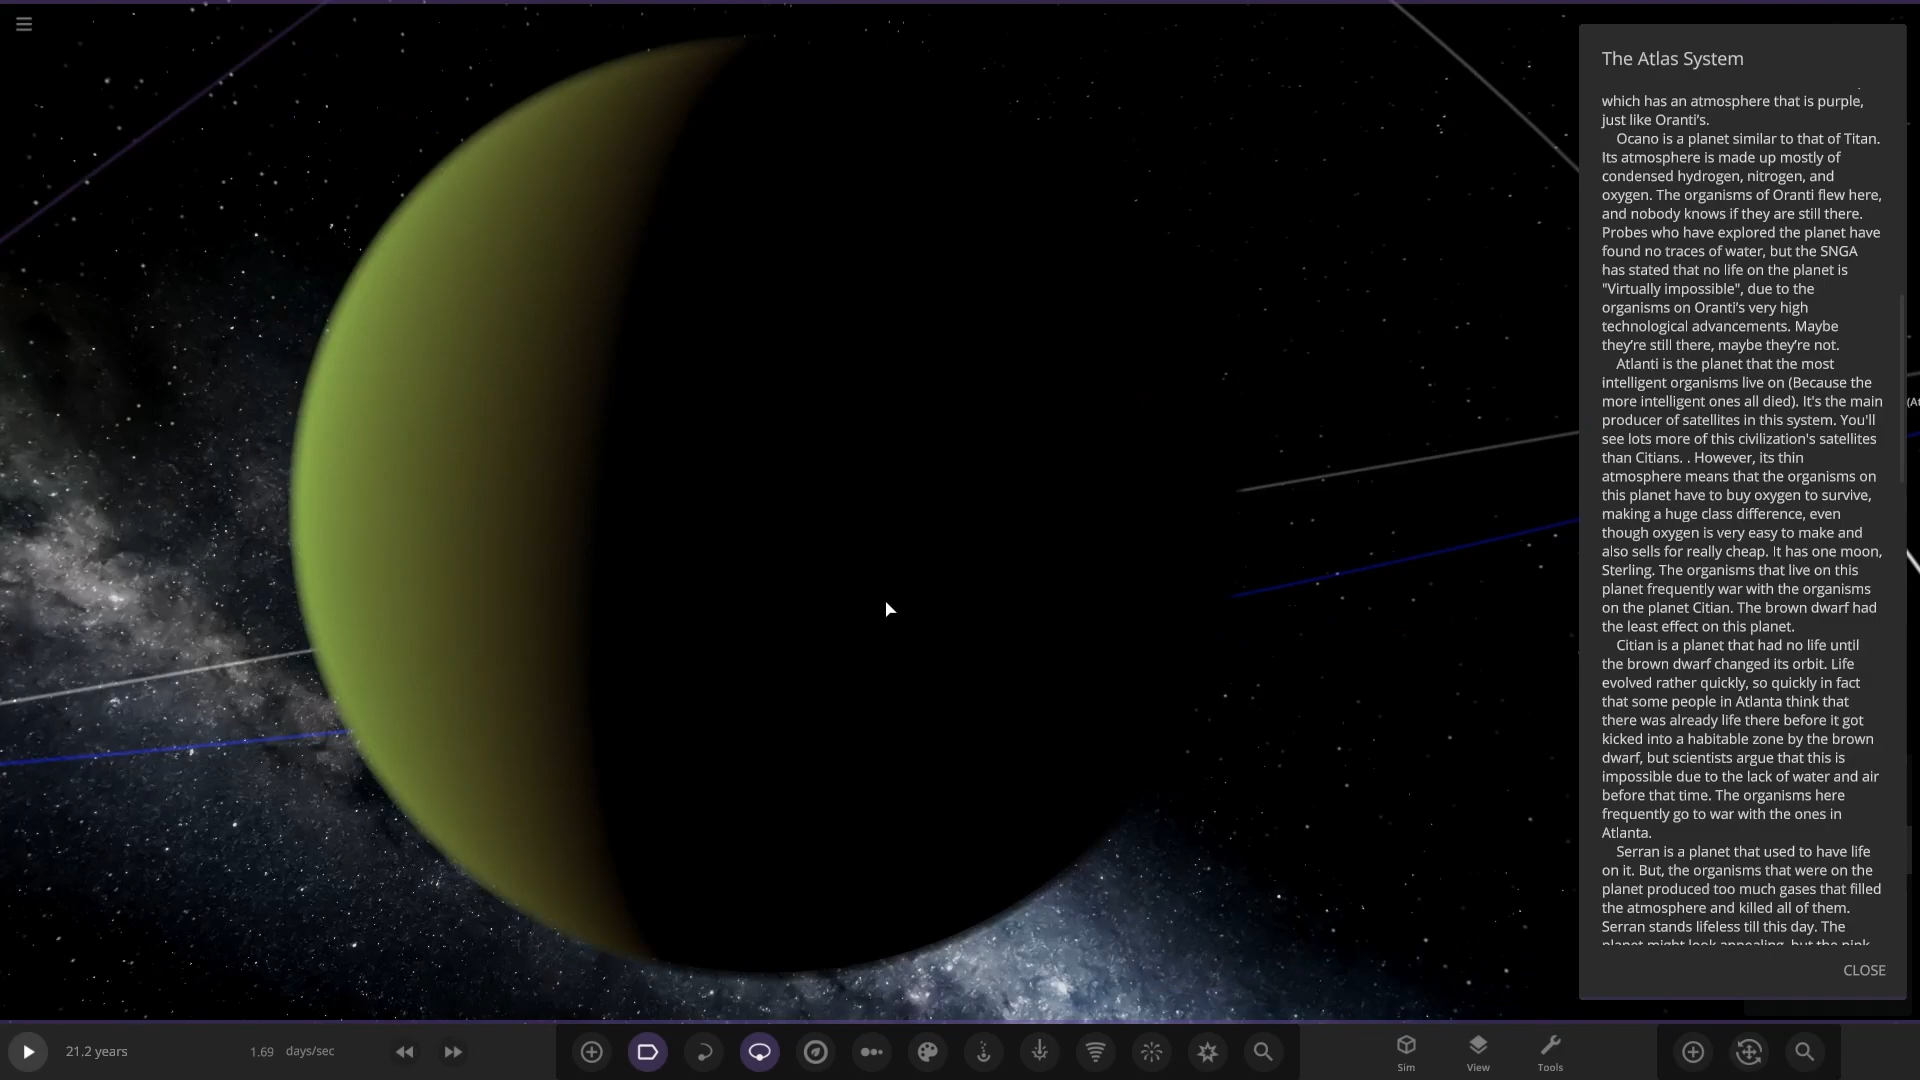 The Atlas System
which has an atmosphere that is purple,
just like Oranti's.
Ocano is a planet similar to that of Titan.
Its atmosphere is made up mostly of
condensed hydrogen, nitrogen, and
oxygen. The organisms of Oranti flew here,
and nobody knows if they are still there.
Probes who have explored the planet have
found no traces of water, but the SNGA
has stated that no life on the planet is
"Virtually impossible", due to the
organisms on Oranti's very high
technological advancements. Maybe
they're still there, maybe they're not.
Atlanti is the planet that the most
intelligent organisms live on (Because the
more intelligent ones all died). It's the main
producer of satellites in this system. You'll
see lots more of this civilization's satellites
than Citians. . However, its thin
atmosphere means that the organisms on
this planet have to buy oxygen to survive,
making a huge class difference, even
though oxygen is very easy to make and
also sells for really cheap. It has one moon,
Sterling. The organisms that live on this
planet frequently war with the organisms
on the planet Citian. The brown dwarf had
the least effect on this planet.
Citian is a planet that had no life until
the brown dwarf changed its orbit. Life
evolved rather quickly, so quickly in fact
that some people in Atlanta think that
there was already life there before it got
kicked into a habitable zone by the brown
dwarf, but scientists argue that this is
impossible due to the lack of water and air
before that time. The organisms here
frequently go to war with the ones in
Atlanta.
Serran is a planet that used to have life
on it. But, the organisms that were on the
planet produced too much gases that filled
the atmosphere and killed all of them.
Serran stands lifeless till this day. The
planet might look appealing, but the pink
CLOSE
21.2 years
1.69 days/sec
Sim
View
Tools